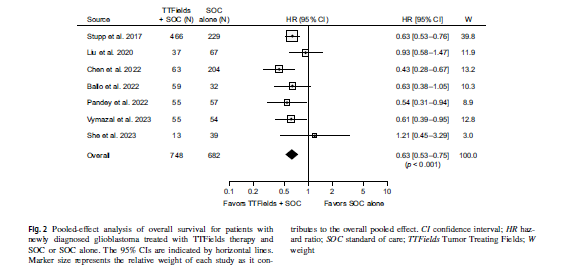 Source TTFields + SOC (N) SOC alone (N) HR (95% CI) HR [95% CI] W
Stupp et al. 2017 466 229 0.63 [0.53–0.76] 39.8
Liu et al. 2020 37 67 0.93 [0.58–1.47] 11.9
Chen et al. 2022 63 204 0.43 [0.28–0.67] 13.2
Ballo et al. 2022 59 32 0.63 [0.38–1.05] 10.3
Pandey et al. 2022 55 57 0.54 [0.31–0.94] 8.9
Vymazal et al. 2023 55 54 0.61 [0.39–0.95] 12.8
She et al. 2023 13 39 1.21 [0.45–3.29] 3.0
Overall 748 682 0.63 [0.53–0.75] 100.0
(p < 0.001)
0.1 0.2 0.5 1 2 5 10
Favors TTFields + SOC Favors SOC alone
Fig. 2 Pooled-effect analysis of overall survival for patients with
newly diagnosed glioblastoma treated with TTFields therapy and
SOC or SOC alone. The 95% CIs are indicated by horizontal lines.
Marker size represents the relative weight of each study as it con-
tributes to the overall pooled effect. CI confidence interval; HR haz-
ard ratio; SOC standard of care; TTFields Tumor Treating Fields; W
weight